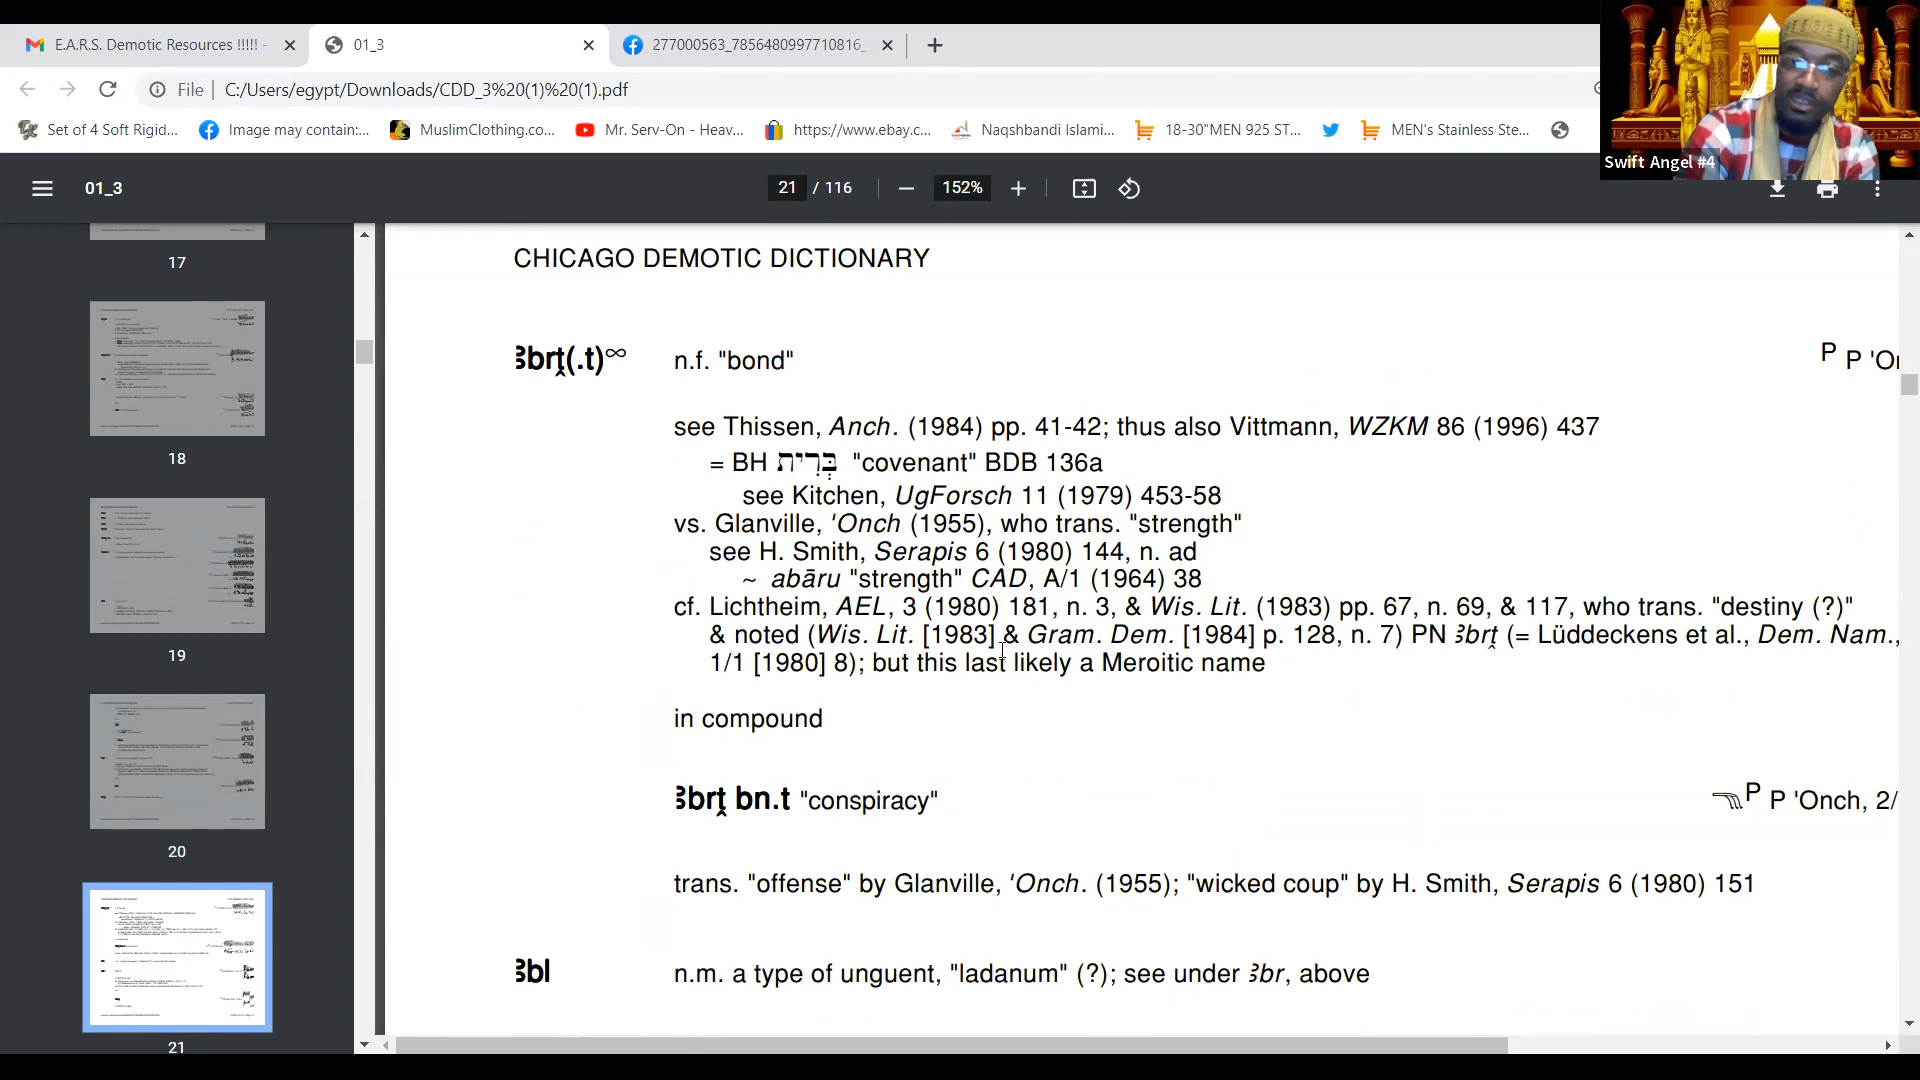 E.A.R.S. Demotic Resources !!!!! -
01_3
277000563_7856480997710816_
File | C:/Users/egypt/Downloads/CDD_3%20(1)%20(1).pdf
Set of 4 Soft Rigid...
Image may contain:...
MuslimClothing.co...
Mr. Serv-On - Heav...
https://www.ebay.c...
Naqshbandi Islami...
18-30"MEN 925 ST...
MEN's Stainless Ste...
Swift Angel #4
01_3
21 / 116
152%
17
18
19
20
21
CHICAGO DEMOTIC DICTIONARY
ꜣbrṱ(.t)∞ n.f. "bond" P P 'On
see Thissen, Anch. (1984) pp. 41-42; thus also Vittmann, WZKM 86 (1996) 437
= BH בְּרִית "covenant" BDB 136a
see Kitchen, UgForsch 11 (1979) 453-58
vs. Glanville, 'Onch (1955), who trans. "strength"
see H. Smith, Serapis 6 (1980) 144, n. ad
~ abāru "strength" CAD, A/1 (1964) 38
cf. Lichtheim, AEL, 3 (1980) 181, n. 3, & Wis. Lit. (1983) pp. 67, n. 69, & 117, who trans. "destiny (?)"
& noted (Wis. Lit. [1983] & Gram. Dem. [1984] p. 128, n. 7) PN ꜣbrṱ (= Lüddeckens et al., Dem. Nam.,
1/1 [1980] 8); but this last likely a Meroitic name
in compound
ꜣbrṱ bn.t "conspiracy" P P 'Onch, 2/
trans. "offense" by Glanville, 'Onch. (1955); "wicked coup" by H. Smith, Serapis 6 (1980) 151
ꜣbl n.m. a type of unguent, "ladanum" (?); see under ꜣbr, above